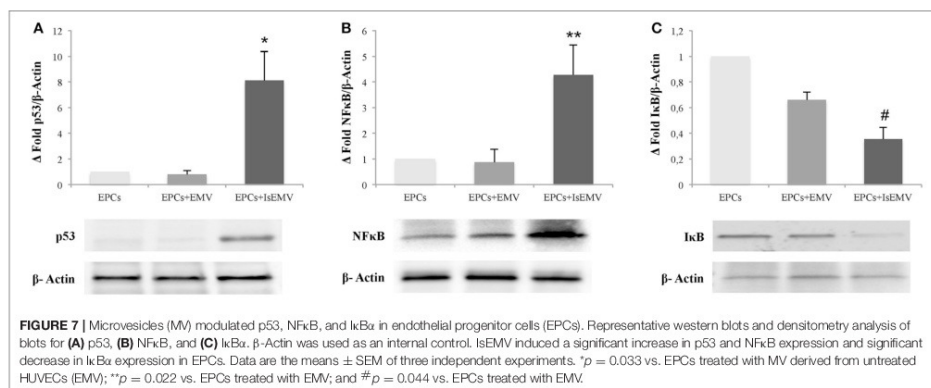 A
B
C
*
**
#
Δ Fold p53/β-Actin
12
10
8
6
4
2
0
EPCs
EPCs+EMV
EPCs+IsEMV
Δ Fold NFκB/β-Actin
6
5
4
3
2
1
0
EPCs
EPCs+EMV
EPCs+IsEMV
Δ Fold IκB/β-Actin
1,2
1
0,8
0,6
0,4
0,2
0
EPCs
EPCs+EMV
EPCs+IsEMV
p53
β- Actin
NFκB
β- Actin
IκB
β- Actin
FIGURE 7 | Microvesicles (MV) modulated p53, NFκB, and IκBα in endothelial progenitor cells (EPCs). Representative western blots and densitometry analysis of
blots for (A) p53, (B) NFκB, and (C) IκBα. β-Actin was used as an internal control. IsEMV induced a significant increase in p53 and NFκB expression and significant
decrease in IκBα expression in EPCs. Data are the means ± SEM of three independent experiments. *p = 0.033 vs. EPCs treated with MV derived from untreated
HUVECs (EMV); **p = 0.022 vs. EPCs treated with EMV; and #p = 0.044 vs. EPCs treated with EMV.